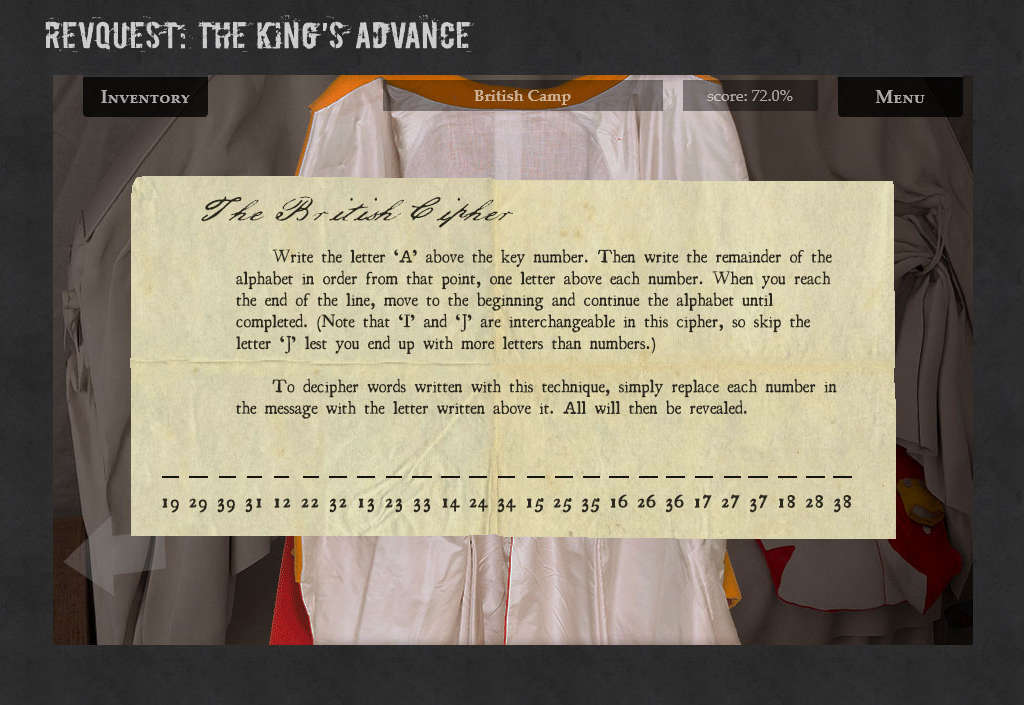 REVQUEST: THE KING'S ADVANCE
INVENTORY
British Camp
score: 72.0%
MENU
The British Cipher
Write the letter ‘A’ above the key number. Then write the remainder of the
alphabet in order from that point, one letter above each number. When you reach
the end of the line, move to the beginning and continue the alphabet until
completed. (Note that ‘I’ and ‘J’ are interchangeable in this cipher, so skip the
letter ‘J’ lest you end up with more letters than numbers.)
To decipher words written with this technique, simply replace each number in
the message with the letter written above it. All will then be revealed.
19 29 39 31 12 22 32 13 23 33 14 24 34 15 25 35 16 26 36 17 27 37 18 28 38